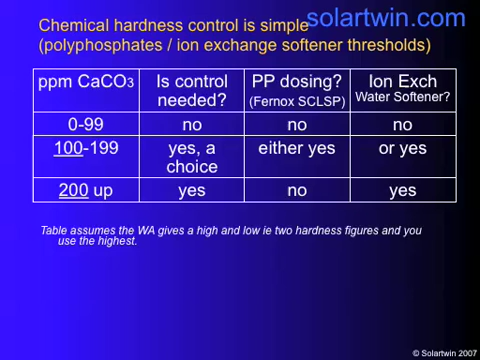 solartwin.com
Chemical hardness control is simple
(polyphosphates / ion exchange softener thresholds)
ppm CaCO3 Is control needed? PP dosing? (Fernox SCLSP) Ion Exch Water Softener?
0-99 no no no
100-199 yes, a choice either yes or yes
200 up yes no yes
Table assumes the WA gives a high and low ie two hardness figures and you
use the highest.
© Solartwin 2007